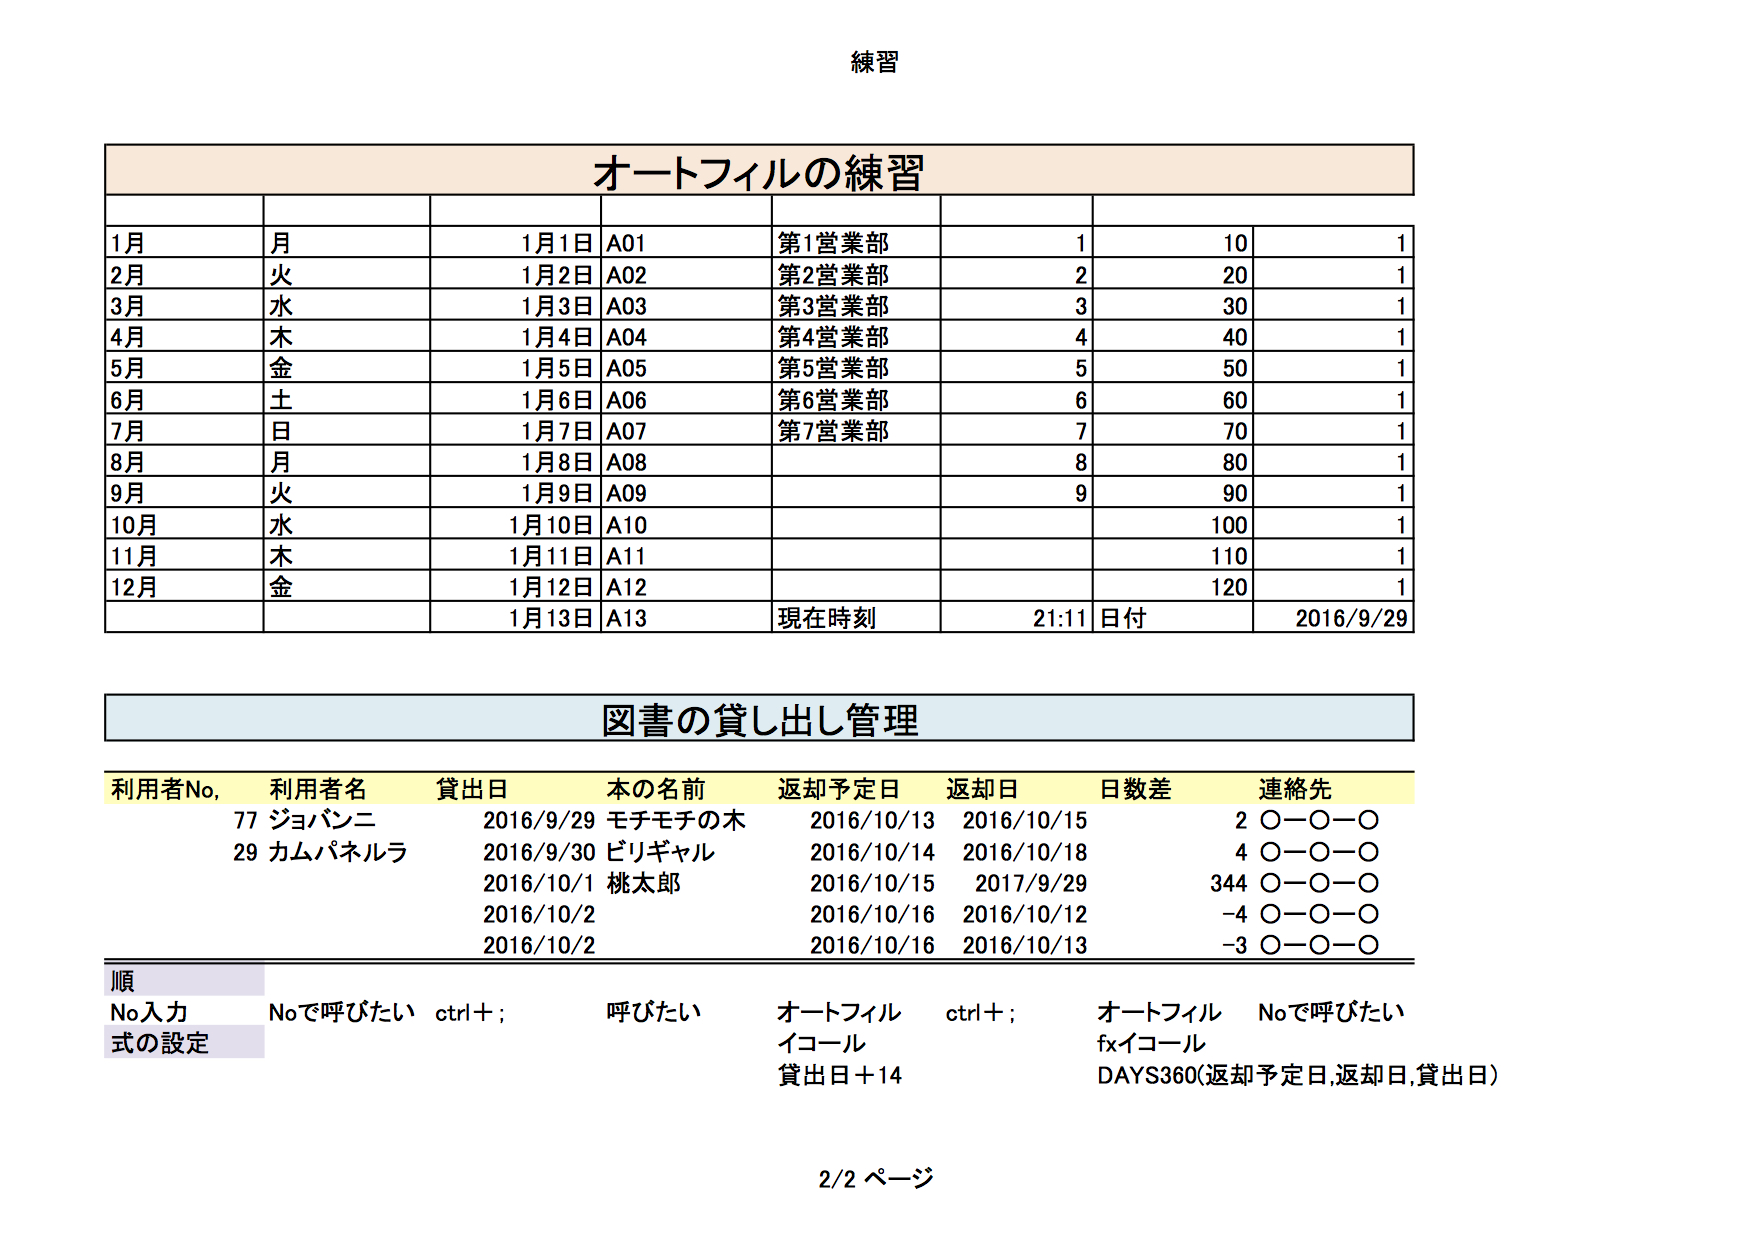 練習
オートフィルの練習
1月 月 1月1日 A01 第1営業部 1 10 1
2月 火 1月2日 A02 第2営業部 2 20 1
3月 水 1月3日 A03 第3営業部 3 30 1
4月 木 1月4日 A04 第4営業部 4 40 1
5月 金 1月5日 A05 第5営業部 5 50 1
6月 土 1月6日 A06 第6営業部 6 60 1
7月 日 1月7日 A07 第7営業部 7 70 1
8月 月 1月8日 A08 8 80 1
9月 火 1月9日 A09 9 90 1
10月 水 1月10日 A10 100 1
11月 木 1月11日 A11 110 1
12月 金 1月12日 A12 120 1
1月13日 A13 現在時刻 21:11 日付 2016/9/29
図書の貸し出し管理
利用者No, 利用者名 貸出日 本の名前 返却予定日 返却日 日数差 連絡先
77 ジョバンニ 2016/9/29 モチモチの木 2016/10/13 2016/10/15 2 〇ー〇ー〇
29 カムパネルラ 2016/9/30 ビリギャル 2016/10/14 2016/10/18 4 〇ー〇ー〇
2016/10/1 桃太郎 2016/10/15 2017/9/29 344 〇ー〇ー〇
2016/10/2 2016/10/16 2016/10/12 -4 〇ー〇ー〇
2016/10/2 2016/10/16 2016/10/13 -3 〇ー〇ー〇
順
No入力 Noで呼びたい ctrl＋; 呼びたい オートフィル ctrl＋; オートフィル Noで呼びたい
式の設定 イコール fxイコール
貸出日＋14 DAYS360(返却予定日,返却日,貸出日)
2/2 ページ